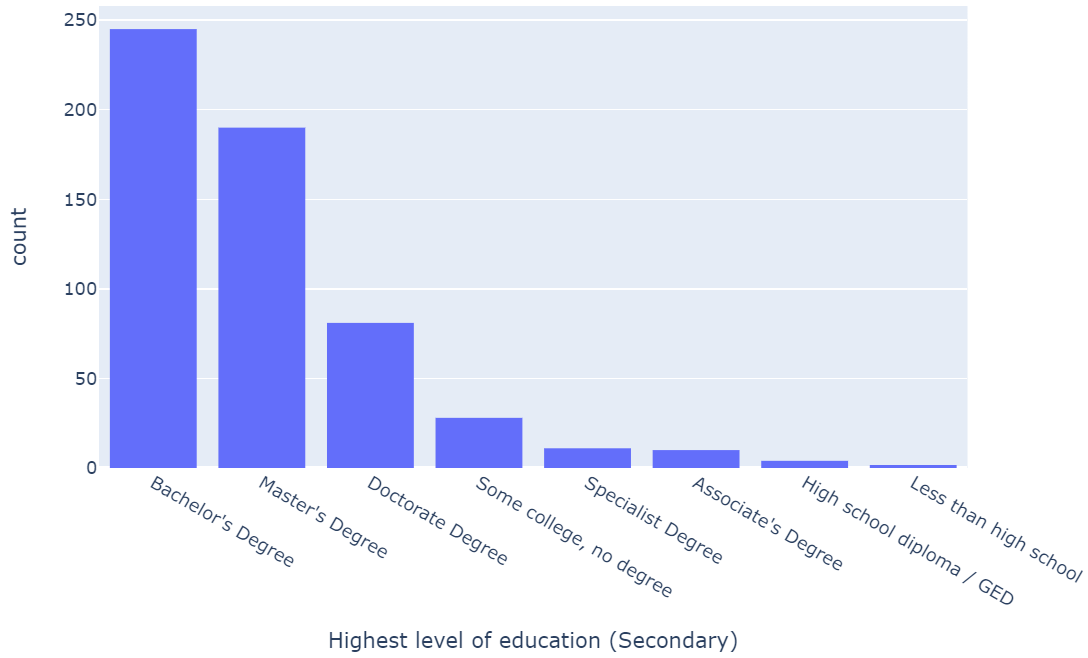 250
200
150
100
50
0
count
Bachelor's Degree
Master's Degree
Doctorate Degree
Some college, no degree
Specialist Degree
Associate's Degree
High school diploma / GED
Less than high school
Highest level of education (Secondary)